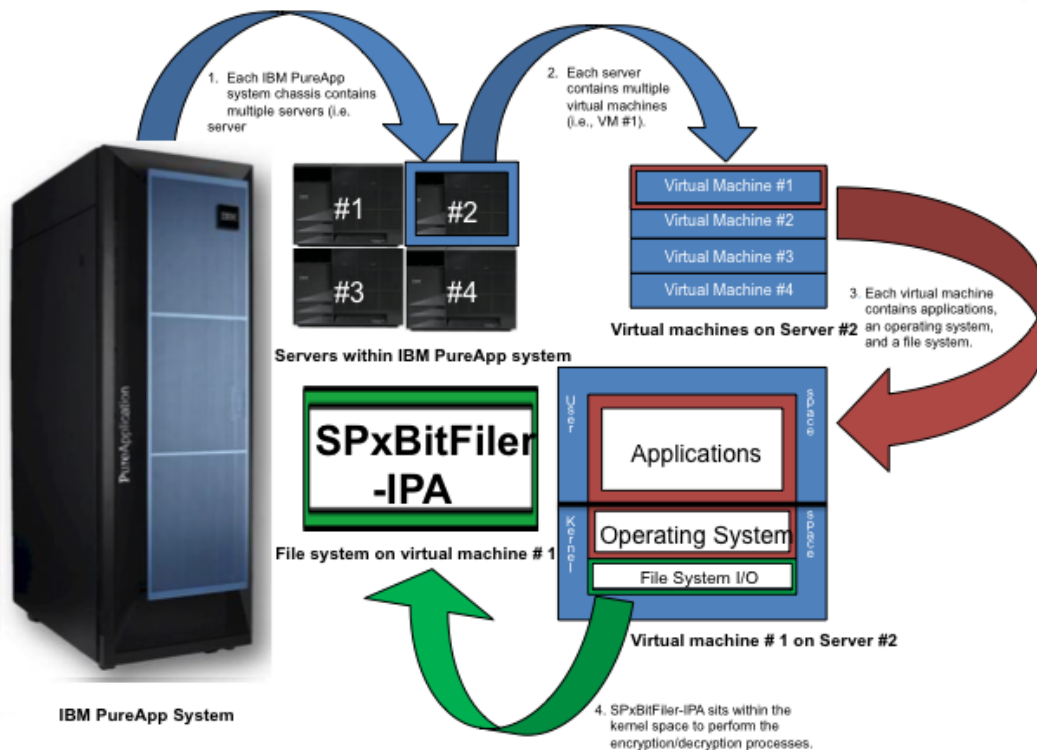 1. Each IBM PureApp
system chassis contains
multiple servers (i.e.
server
2. Each server
contains multiple
virtual machines
(i.e., VM #1).
IBM
PureApplication
#1
#2
#3
#4
Servers within IBM PureApp system
Virtual Machine #1
Virtual Machine #2
Virtual Machine #3
Virtual Machine #4
Virtual machines on Server #2
3. Each virtual machine
contains applications,
an operating system,
and a file system.
User
space
Applications
Kernel
space
Operating System
File System I/O
Virtual machine # 1 on Server #2
SPxBitFiler
-IPA
File system on virtual machine # 1
4. SPxBitFiler-IPA sits within the
kernel space to perform the
encryption/decryption processes.
IBM PureApp System